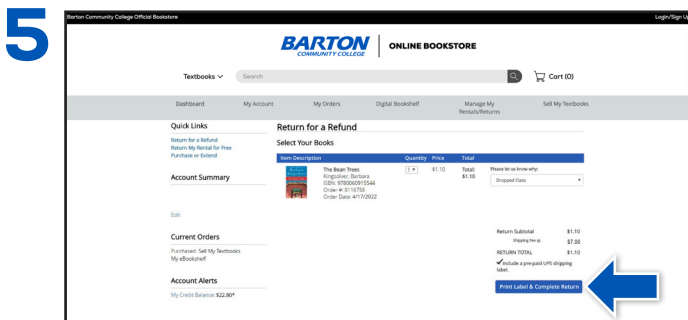 5
Barton Community College Official Bookstore
Login/Sign Up
BARTON
COMMUNITY COLLEGE
ONLINE BOOKSTORE
Textbooks
Search
Cart (0)
Dashboard
My Account
My Orders
Digital Bookshelf
Manage My
Rentals/Returns
Sell My Textbooks
Quick Links
Return for a Refund
Return My Rental for Free
Purchase or Extend
Account Summary
Edit
Current Orders
Purchased: Sell My Textbooks
My eBookshelf
Account Alerts
My Credit Balance: $22.90*
Return for a Refund
Select Your Books
Item Description Quantity Price Total
The Bean Trees
Kingsolver, Barbara
ISBN: 9780060915544
Order #: 8116758
Order Date: 4/17/2022
1
$1.10
Total:
$1.10
Please let us know why:
Dropped Class
Return Subtotal $1.10
Shipping Fee $7.00
RETURN TOTAL $1.10
Include a pre-paid UPS shipping
label.
Print Label & Complete Return